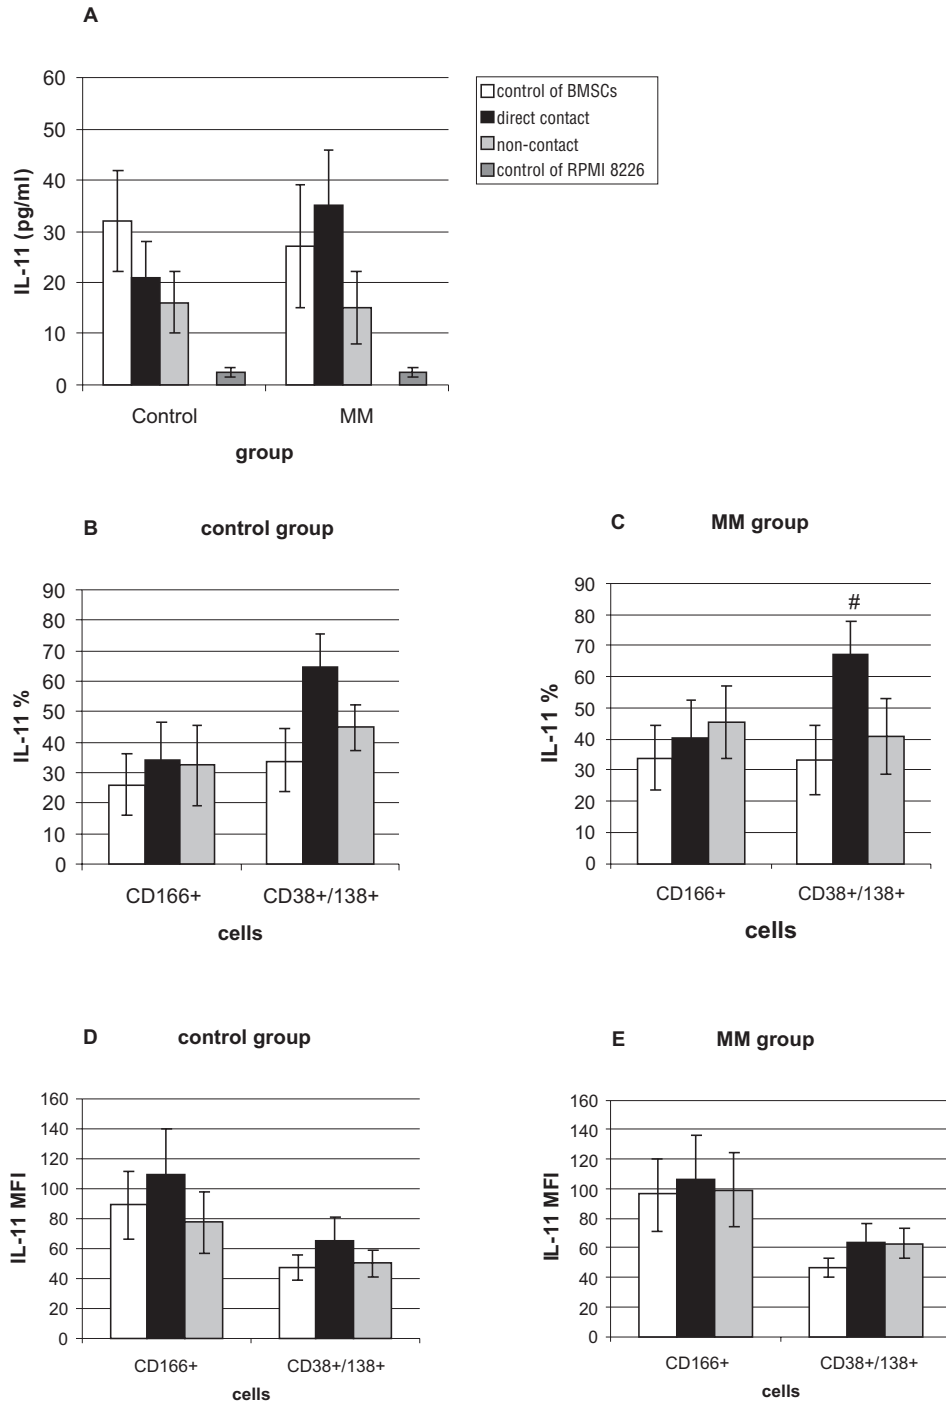 A
60
50
40
30
20
10
0
IL-11 (pg/ml)
Control MM
group
control of BMSCs
direct contact
non-contact
control of RPMI 8226
B control group
90
80
70
60
50
40
30
20
10
0
IL-11 %
CD166+ CD38+/138+
cells
C MM group
90
80
70
60
50
40
30
20
10
0
IL-11 %
#
CD166+ CD38+/138+
cells
D control group
160
140
120
100
80
60
40
20
0
IL-11 MFI
CD166+ CD38+/138+
cells
E MM group
160
140
120
100
80
60
40
20
0
IL-11 MFI
CD166+ CD38+/138+
cells